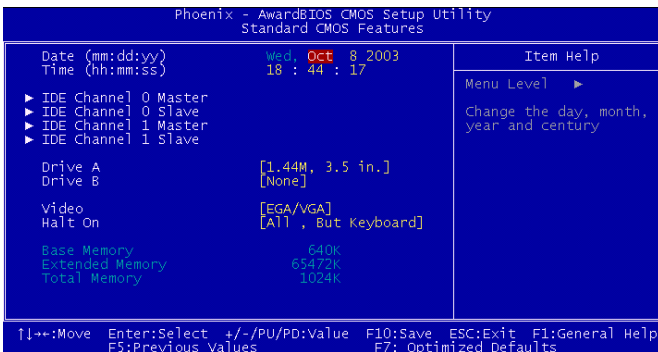 Phoenix - AwardBIOS CMOS Setup Utility
Standard CMOS Features
Date (mm:dd:yy) Wed, Oct 8 2003
Time (hh:mm:ss) 18 : 44 : 17
► IDE Channel 0 Master
► IDE Channel 0 Slave
► IDE Channel 1 Master
► IDE Channel 1 Slave
Drive A [1.44M, 3.5 in.]
Drive B [None]
Video [EGA/VGA]
Halt On [All , But Keyboard]
Base Memory 640K
Extended Memory 65472K
Total Memory 1024K
Item Help
Menu Level ►
Change the day, month,
year and century
↑↓→←:Move Enter:Select +/-/PU/PD:Value F10:Save ESC:Exit F1:General Help
F5:Previous Values F7: Optimized Defaults